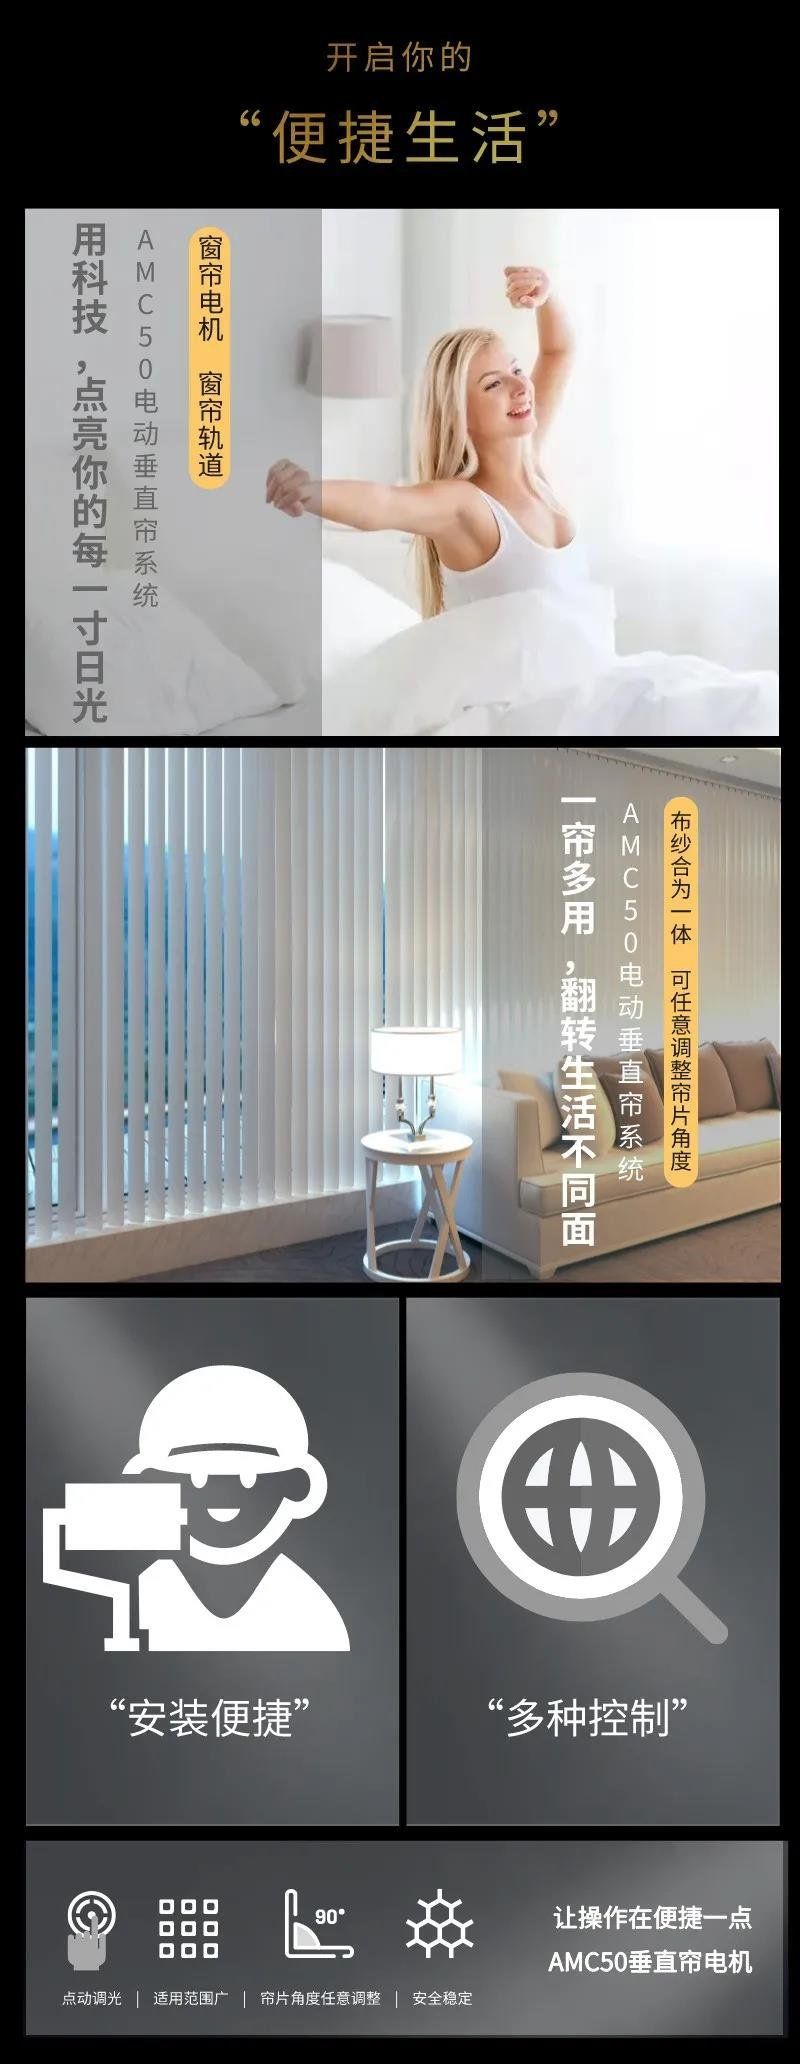 开启你的
“便捷生活”
用科技，点亮你的每一寸日光
AMC50电动垂直帘系统
窗帘电机 窗帘轨道
一帘多用，翻转生活不同面
AMC50电动垂直帘系统
布纱合为一体 可任意调整帘片角度
“安装便捷”
“多种控制”
90°
点动调光 | 适用范围广 | 帘片角度任意调整 | 安全稳定
让操作在便捷一点
AMC50垂直帘电机